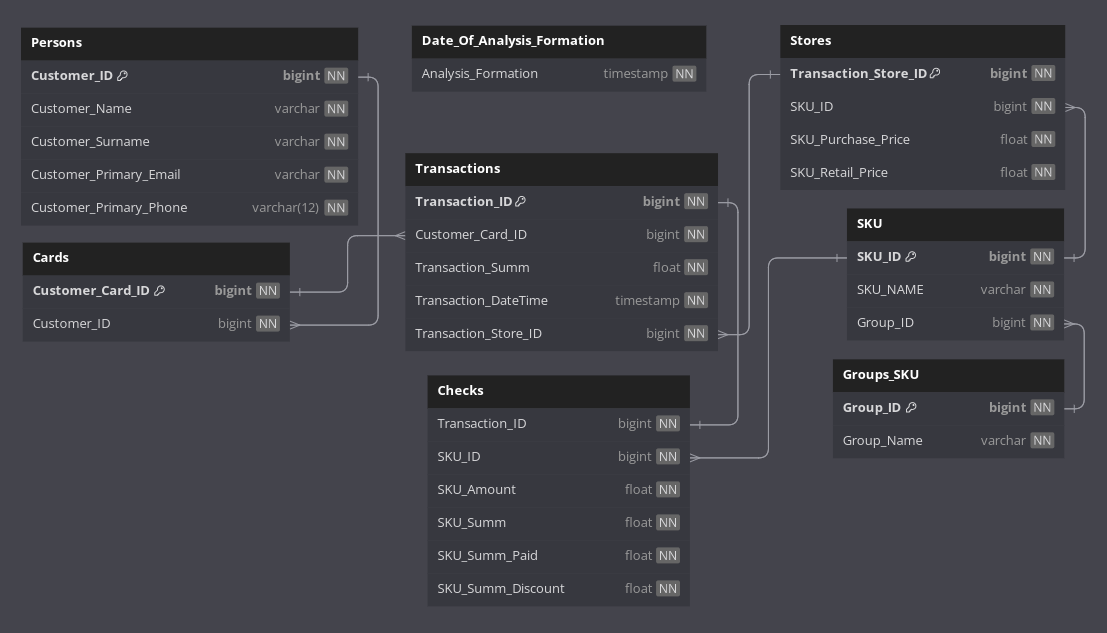 Persons
Customer_ID bigint NN
Customer_Name varchar NN
Customer_Surname varchar NN
Customer_Primary_Email varchar NN
Customer_Primary_Phone varchar(12) NN
Cards
Customer_Card_ID bigint NN
Customer_ID bigint NN
Date_Of_Analysis_Formation
Analysis_Formation timestamp NN
Transactions
Transaction_ID bigint NN
Customer_Card_ID bigint NN
Transaction_Summ float NN
Transaction_DateTime timestamp NN
Transaction_Store_ID bigint NN
Checks
Transaction_ID bigint NN
SKU_ID bigint NN
SKU_Amount float NN
SKU_Summ float NN
SKU_Summ_Paid float NN
SKU_Summ_Discount float NN
Stores
Transaction_Store_ID bigint NN
SKU_ID bigint NN
SKU_Purchase_Price float NN
SKU_Retail_Price float NN
SKU
SKU_ID bigint NN
SKU_NAME varchar NN
Group_ID bigint NN
Groups_SKU
Group_ID bigint NN
Group_Name varchar NN